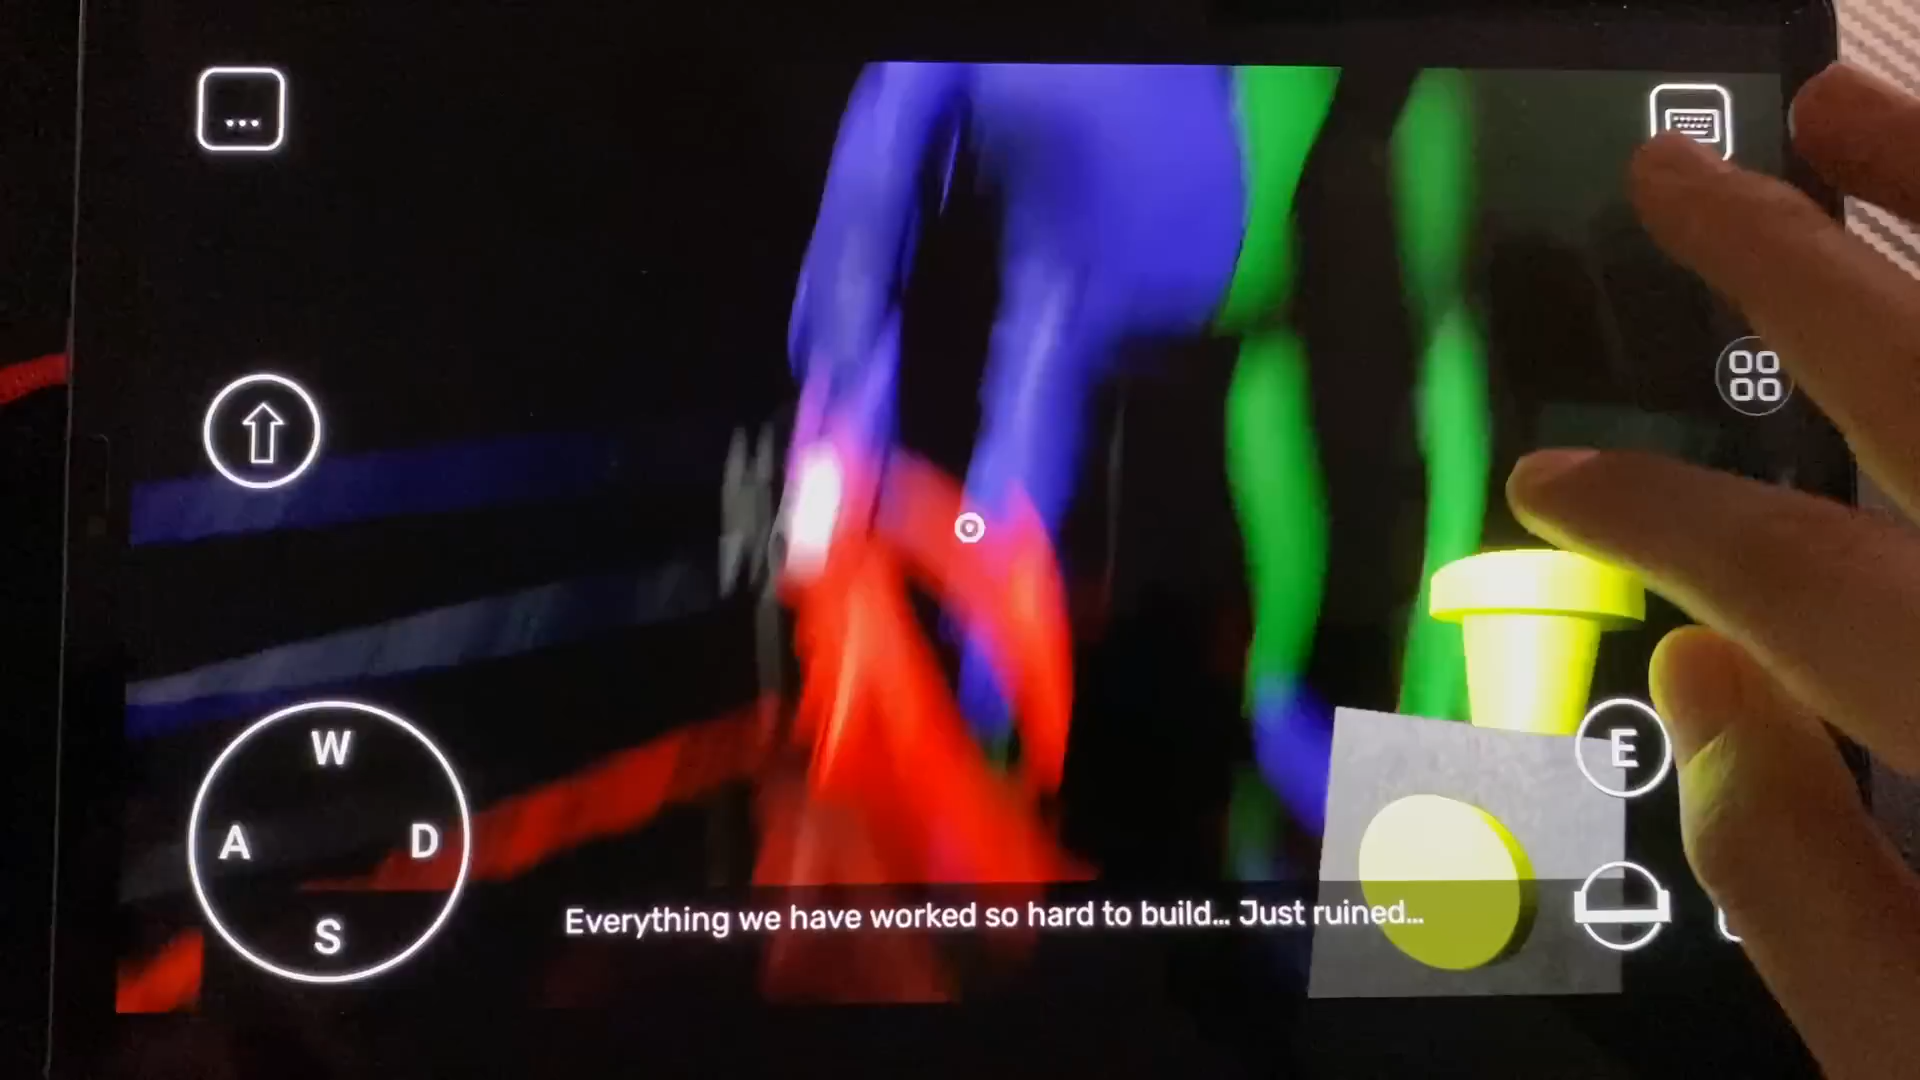 ...
W
A D
S
E
Everything we have worked so hard to build... Just ruined...